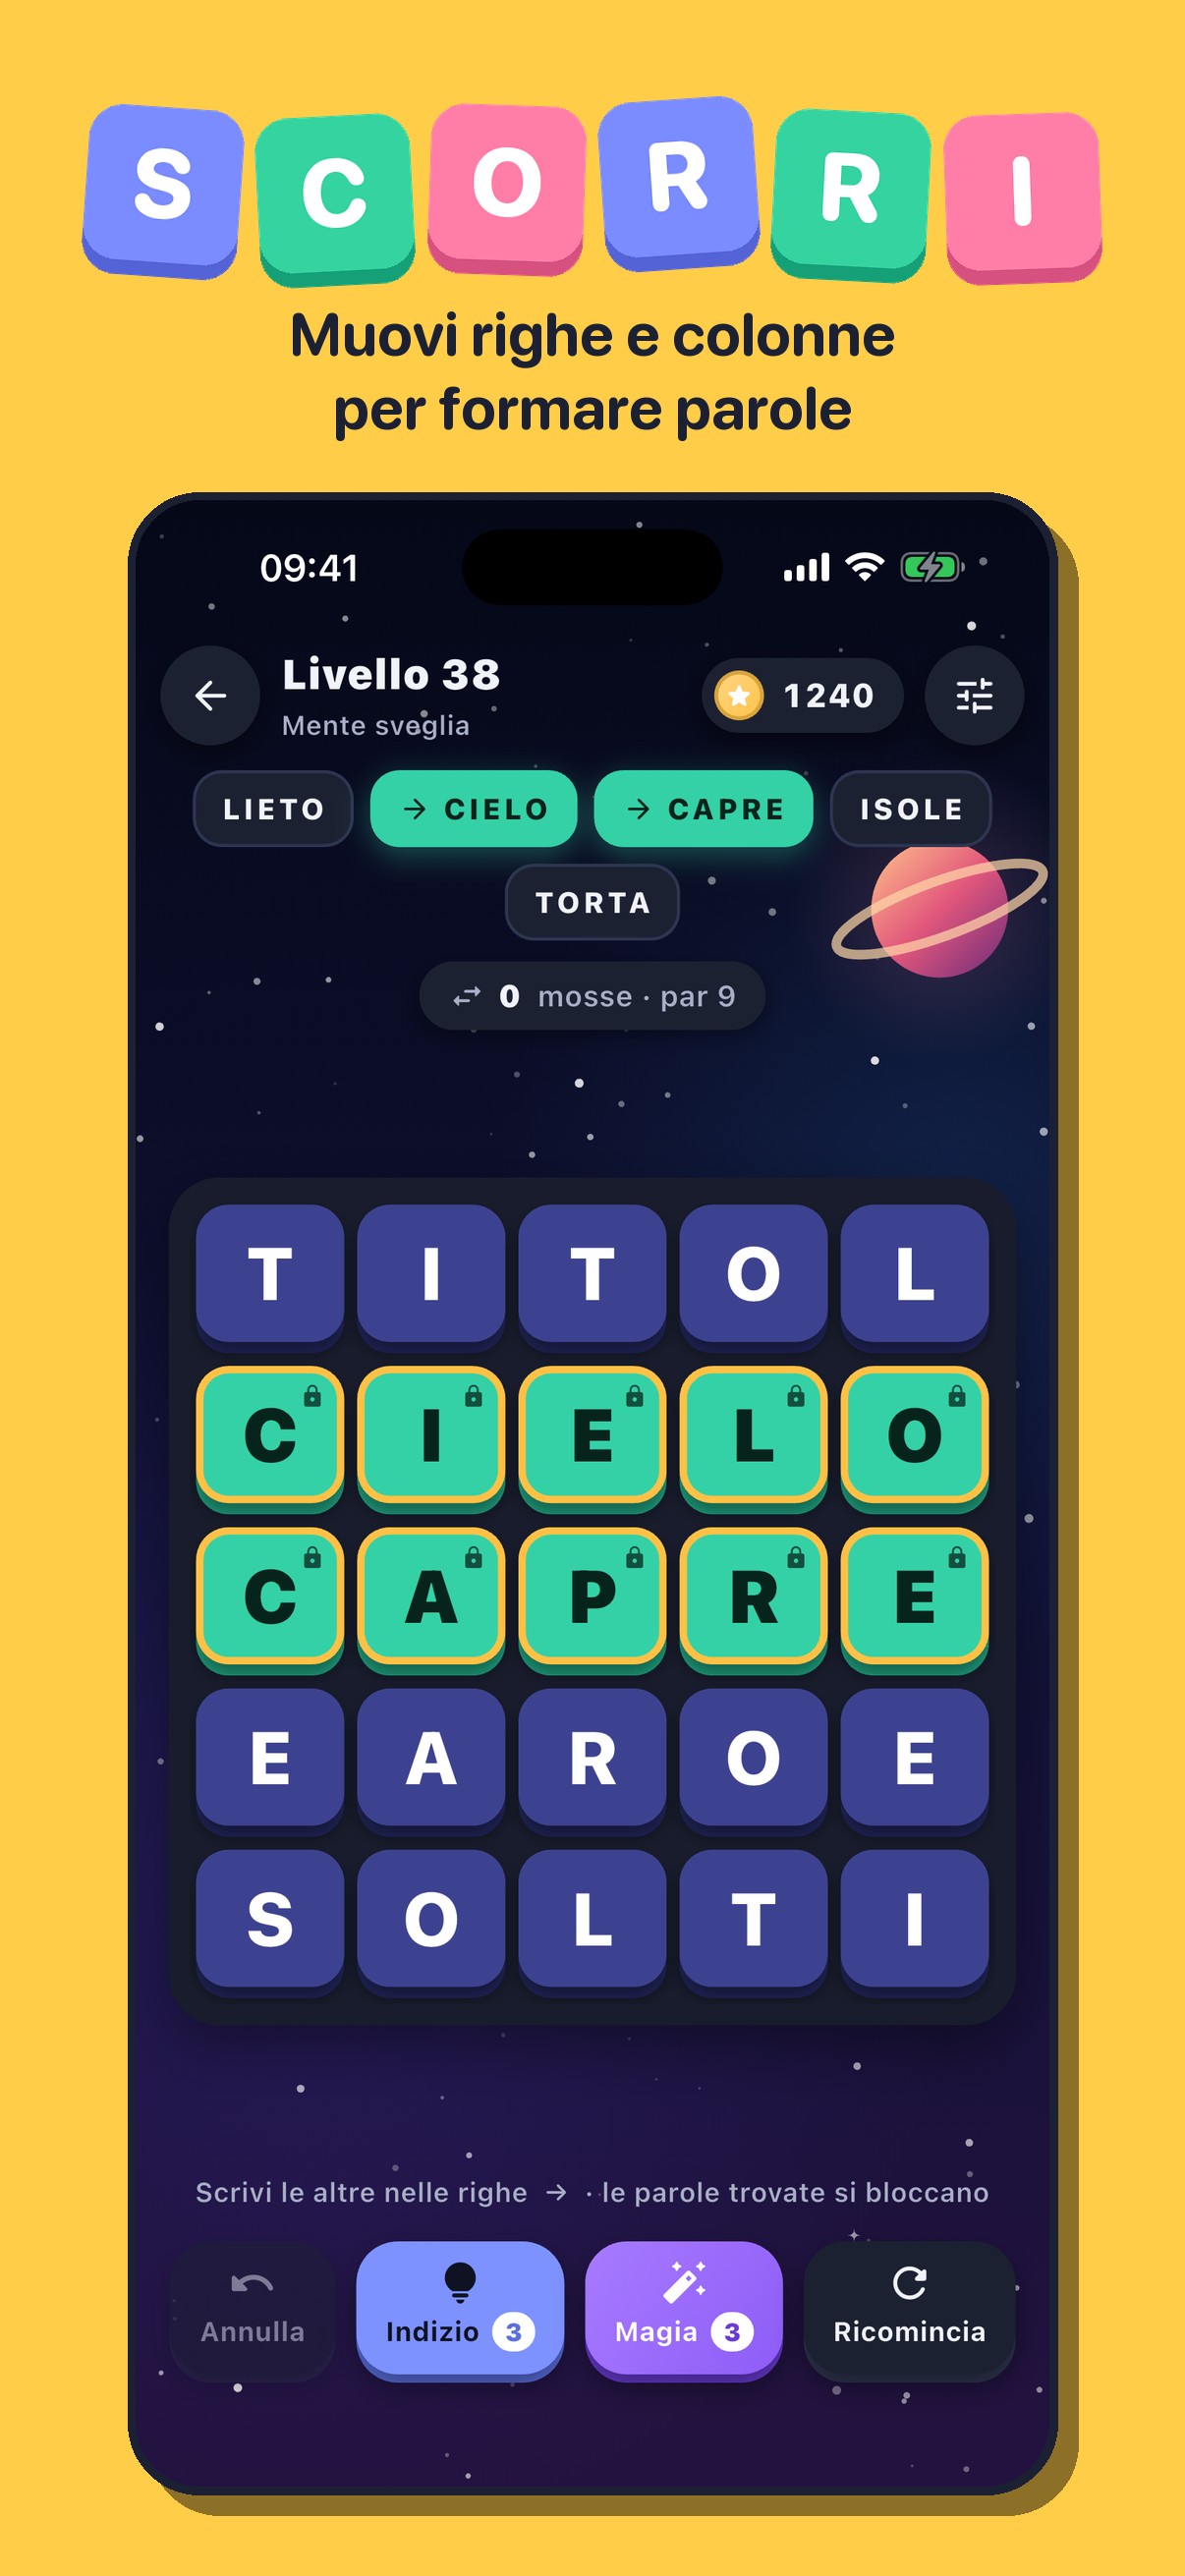 SCORRI
Muovi righe e colonne
per formare parole
09:41
Livello 38
Mente sveglia
1240
LIETO → CIELO → CAPRE ISOLE
TORTA
0 mosse · par 9
T I T O L
C I E L O
C A P R E
E A R O E
S O L T I
Scrivi le altre nelle righe → · le parole trovate si bloccano
Annulla Indizio 3 Magia 3 Ricomincia